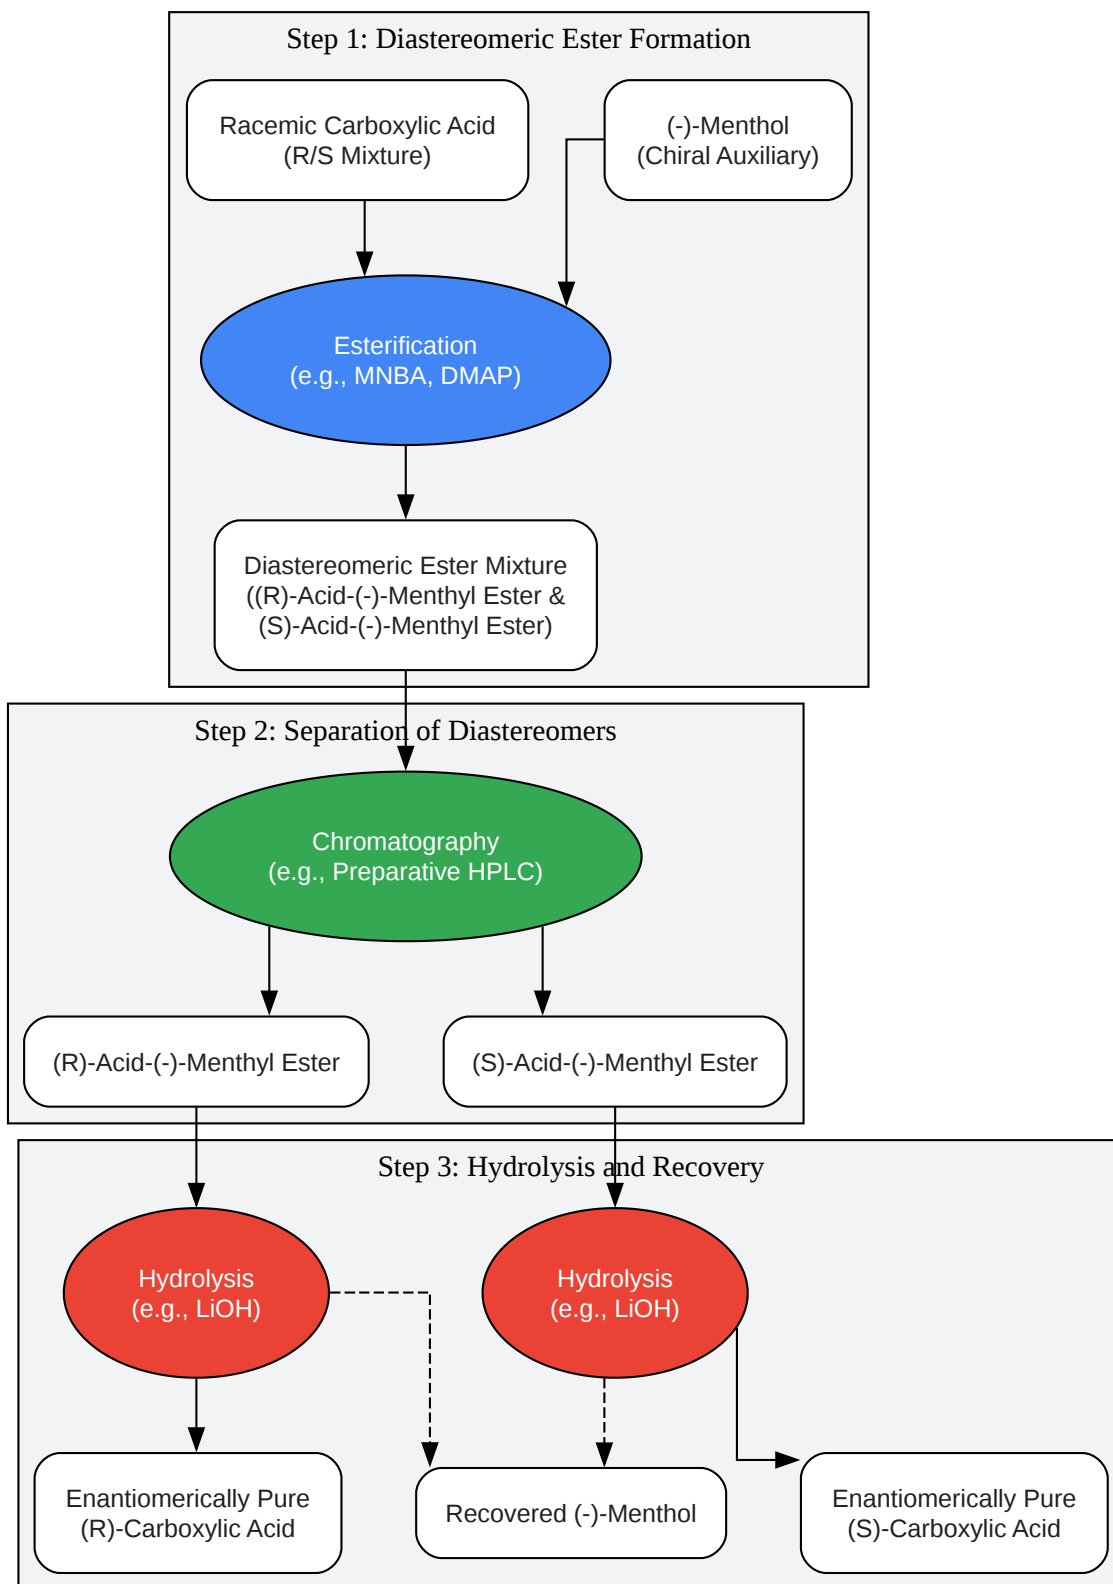 Step 1: Diastereomeric Ester Formation
Racemic Carboxylic Acid
(R/S Mixture)
(-)-Menthol
(Chiral Auxiliary)
Esterification
(e.g., MNBA, DMAP)
Diastereomeric Ester Mixture
((R)-Acid-(-)-Menthyl Ester &
(S)-Acid-(-)-Menthyl Ester)
Step 2: Separation of Diastereomers
Chromatography
(e.g., Preparative HPLC)
(R)-Acid-(-)-Menthyl Ester
(S)-Acid-(-)-Menthyl Ester
Step 3: Hydrolysis and Recovery
Hydrolysis
(e.g., LiOH)
Hydrolysis
(e.g., LiOH)
Enantiomerically Pure
(R)-Carboxylic Acid
Recovered (-)-Menthol
Enantiomerically Pure
(S)-Carboxylic Acid